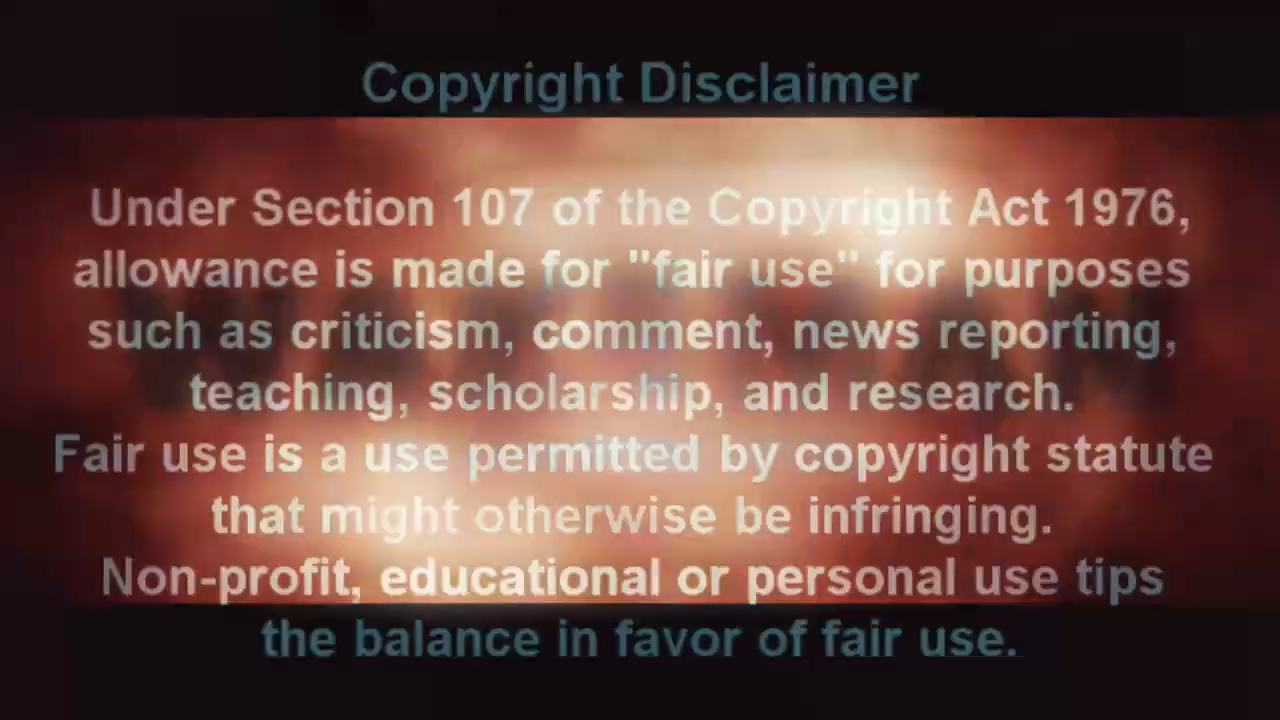 Copyright Disclaimer
Under Section 107 of the Copyright Act 1976,
allowance is made for "fair use" for purposes
such as criticism, comment, news reporting,
teaching, scholarship, and research.
Fair use is a use permitted by copyright statute
that might otherwise be infringing.
Non-profit, educational or personal use tips
the balance in favor of fair use.